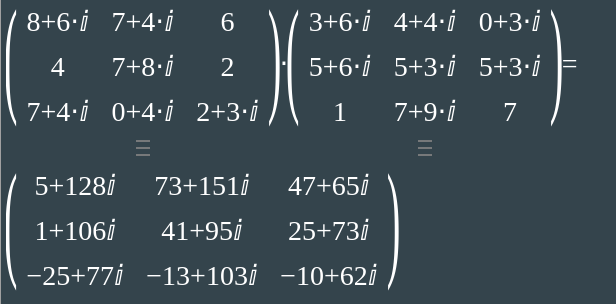 8+6·i 7+4·i 6 3+6·i 4+4·i 0+3·i
4 7+8·i 2 · 5+6·i 5+3·i 5+3·i =
7+4·i 0+4·i 2+3·i 1 7+9·i 7
5+128i 73+151i 47+65i
1+106i 41+95i 25+73i
−25+77i −13+103i −10+62i